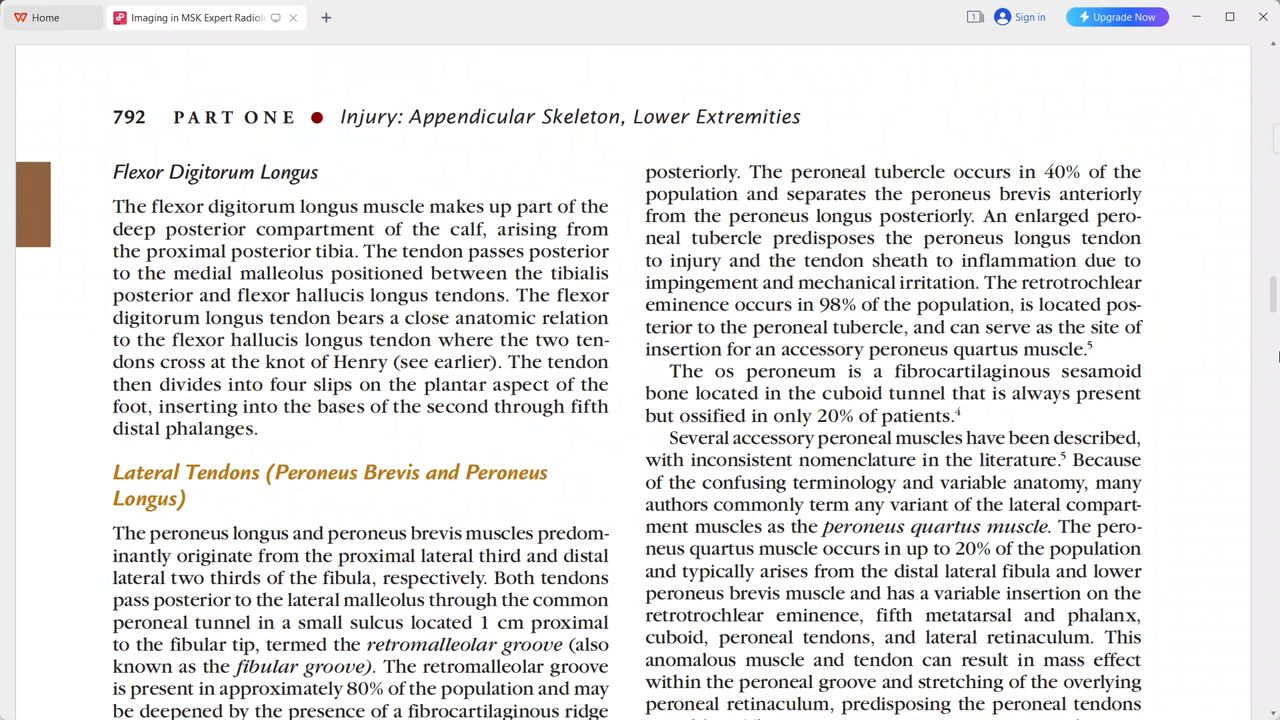 Home
Imaging in MSK Expert Radiol
Sign in
Upgrade Now
792 PART ONE ● Injury: Appendicular Skeleton, Lower Extremities
Flexor Digitorum Longus
The flexor digitorum longus muscle makes up part of the
deep posterior compartment of the calf, arising from
the proximal posterior tibia. The tendon passes posterior
to the medial malleolus positioned between the tibialis
posterior and flexor hallucis longus tendons. The flexor
digitorum longus tendon bears a close anatomic relation
to the flexor hallucis longus tendon where the two ten-
dons cross at the knot of Henry (see earlier). The tendon
then divides into four slips on the plantar aspect of the
foot, inserting into the bases of the second through fifth
distal phalanges.
Lateral Tendons (Peroneus Brevis and Peroneus
Longus)
The peroneus longus and peroneus brevis muscles predom-
inantly originate from the proximal lateral third and distal
lateral two thirds of the fibula, respectively. Both tendons
pass posterior to the lateral malleolus through the common
peroneal tunnel in a small sulcus located 1 cm proximal
to the fibular tip, termed the retromalleolar groove (also
known as the fibular groove). The retromalleolar groove
is present in approximately 80% of the population and may
be deepened by the presence of a fibrocartilaginous ridge
posteriorly. The peroneal tubercle occurs in 40% of the
population and separates the peroneus brevis anteriorly
from the peroneus longus posteriorly. An enlarged pero-
neal tubercle predisposes the peroneus longus tendon
to injury and the tendon sheath to inflammation due to
impingement and mechanical irritation. The retrotrochlear
eminence occurs in 98% of the population, is located pos-
terior to the peroneal tubercle, and can serve as the site of
insertion for an accessory peroneus quartus muscle.5
The os peroneum is a fibrocartilaginous sesamoid
bone located in the cuboid tunnel that is always present
but ossified in only 20% of patients.4
Several accessory peroneal muscles have been described,
with inconsistent nomenclature in the literature.5 Because
of the confusing terminology and variable anatomy, many
authors commonly term any variant of the lateral compart-
ment muscles as the peroneus quartus muscle. The pero-
neus quartus muscle occurs in up to 20% of the population
and typically arises from the distal lateral fibula and lower
peroneus brevis muscle and has a variable insertion on the
retrotrochlear eminence, fifth metatarsal and phalanx,
cuboid, peroneal tendons, and lateral retinaculum. This
anomalous muscle and tendon can result in mass effect
within the peroneal groove and stretching of the overlying
peroneal retinaculum, predisposing the peroneal tendons